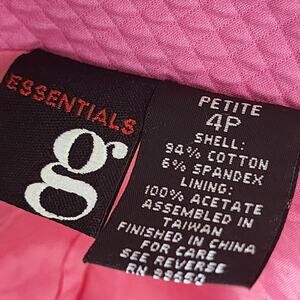 ESSENTIALS
g
PETITE
4P
SHELL:
94% COTTON
6% SPANDEX
LINING:
100% ACETATE
ASSEMBLED IN
TAIWAN
FINISHED IN CHINA
FOR CARE
SEE REVERSE